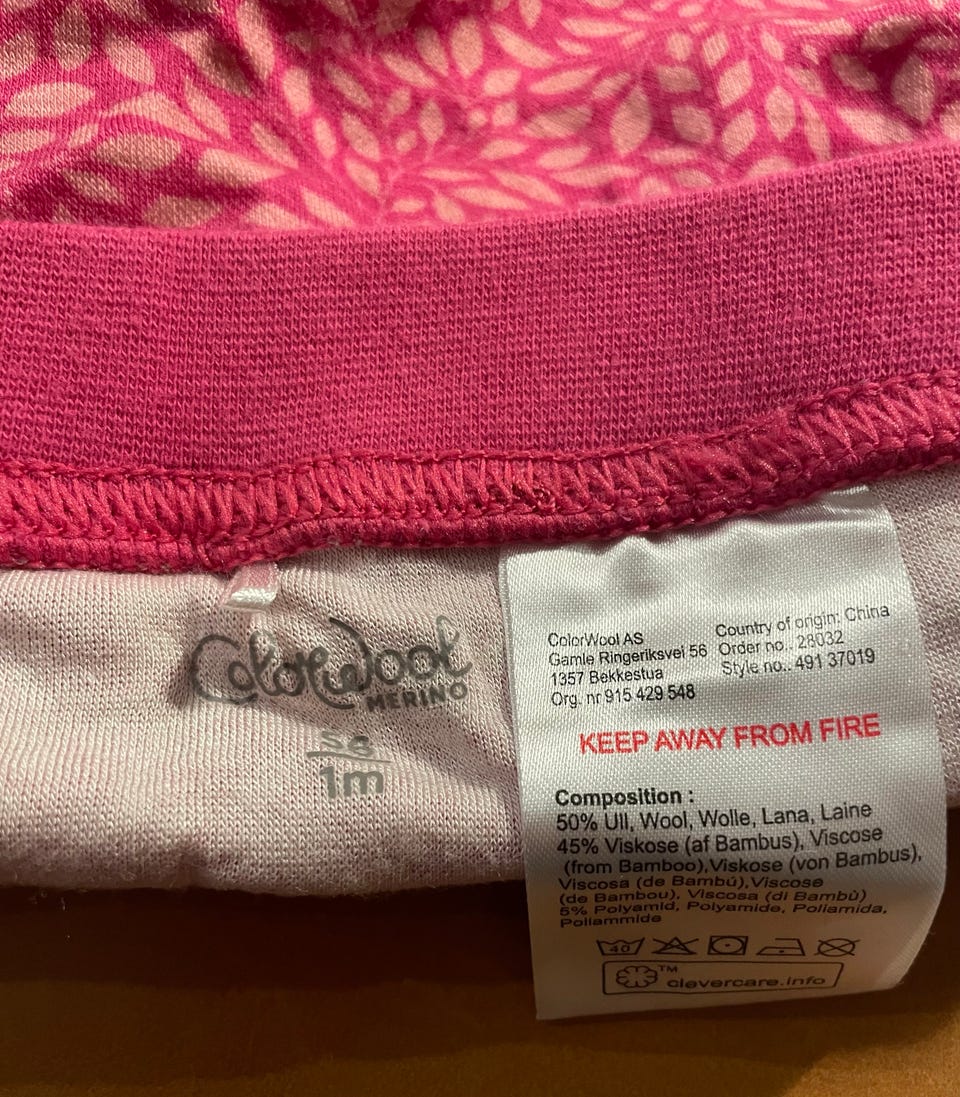 ColorWool
MERINO
56
1m
ColorWool AS
Gamle Ringeriksvei 56
1357 Bekkestua
Org. nr 915 429 548
Country of origin: China
Order no.. 28032
Style no.. 491 37019
KEEP AWAY FROM FIRE
Composition :
50% Ull, Wool, Wolle, Lana, Laine
45% Viskose (af Bambus), Viscose
(from Bamboo),Viskose (von Bambus),
Viscosa (de Bambú),Viscose
(de Bambou), Viscosa (di Bambù)
5% Polyamid, Polyamide, Poliamida,
Poliammide
40
TM
clevercare.info